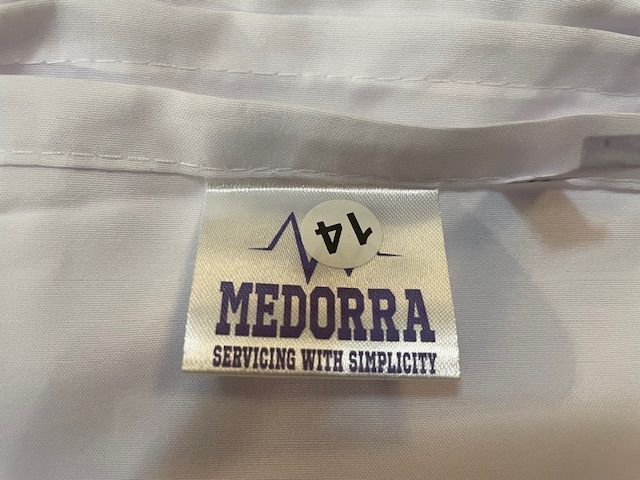 14
MEDORRA
SERVICING WITH SIMPLICITY